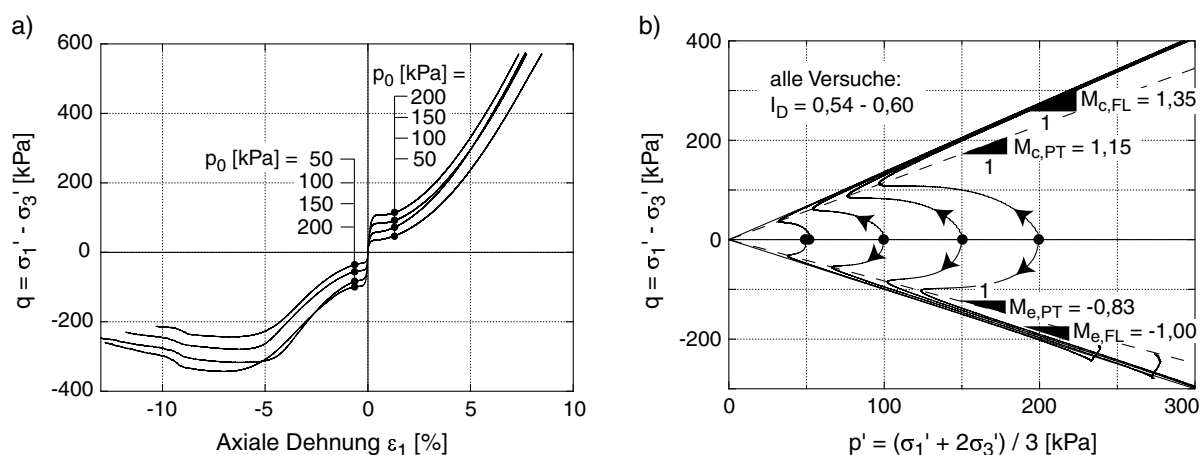 a)
600
400
200
0
-200
-400
q = σ1' - σ3' [kPa]
p0 [kPa] =
200
150
100
50
p0 [kPa] = 50
100
150
200
-10 -5 0 5 10
Axiale Dehnung ε1 [%]
b)
400
300
200
100
0
-100
-200
q = σ1' - σ3' [kPa]
alle Versuche:
ID = 0,54 - 0,60
Mc,FL = 1,35
1
Mc,PT = 1,15
1
1
Me,PT = -0,83
Me,FL = -1,00
0 100 200 300
p' = (σ1' + 2σ3') / 3 [kPa]